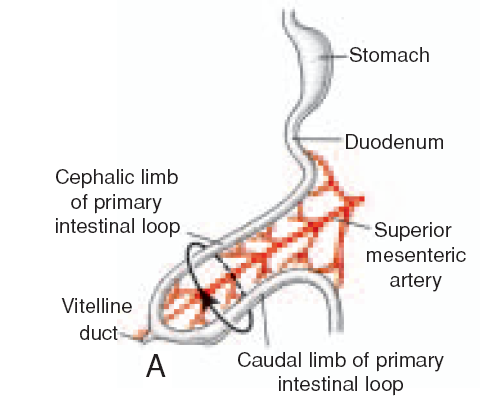 Stomach
Duodenum
Cephalic limb
of primary
intestinal loop
Superior
mesenteric
artery
Vitelline
duct
A
Caudal limb of primary
intestinal loop